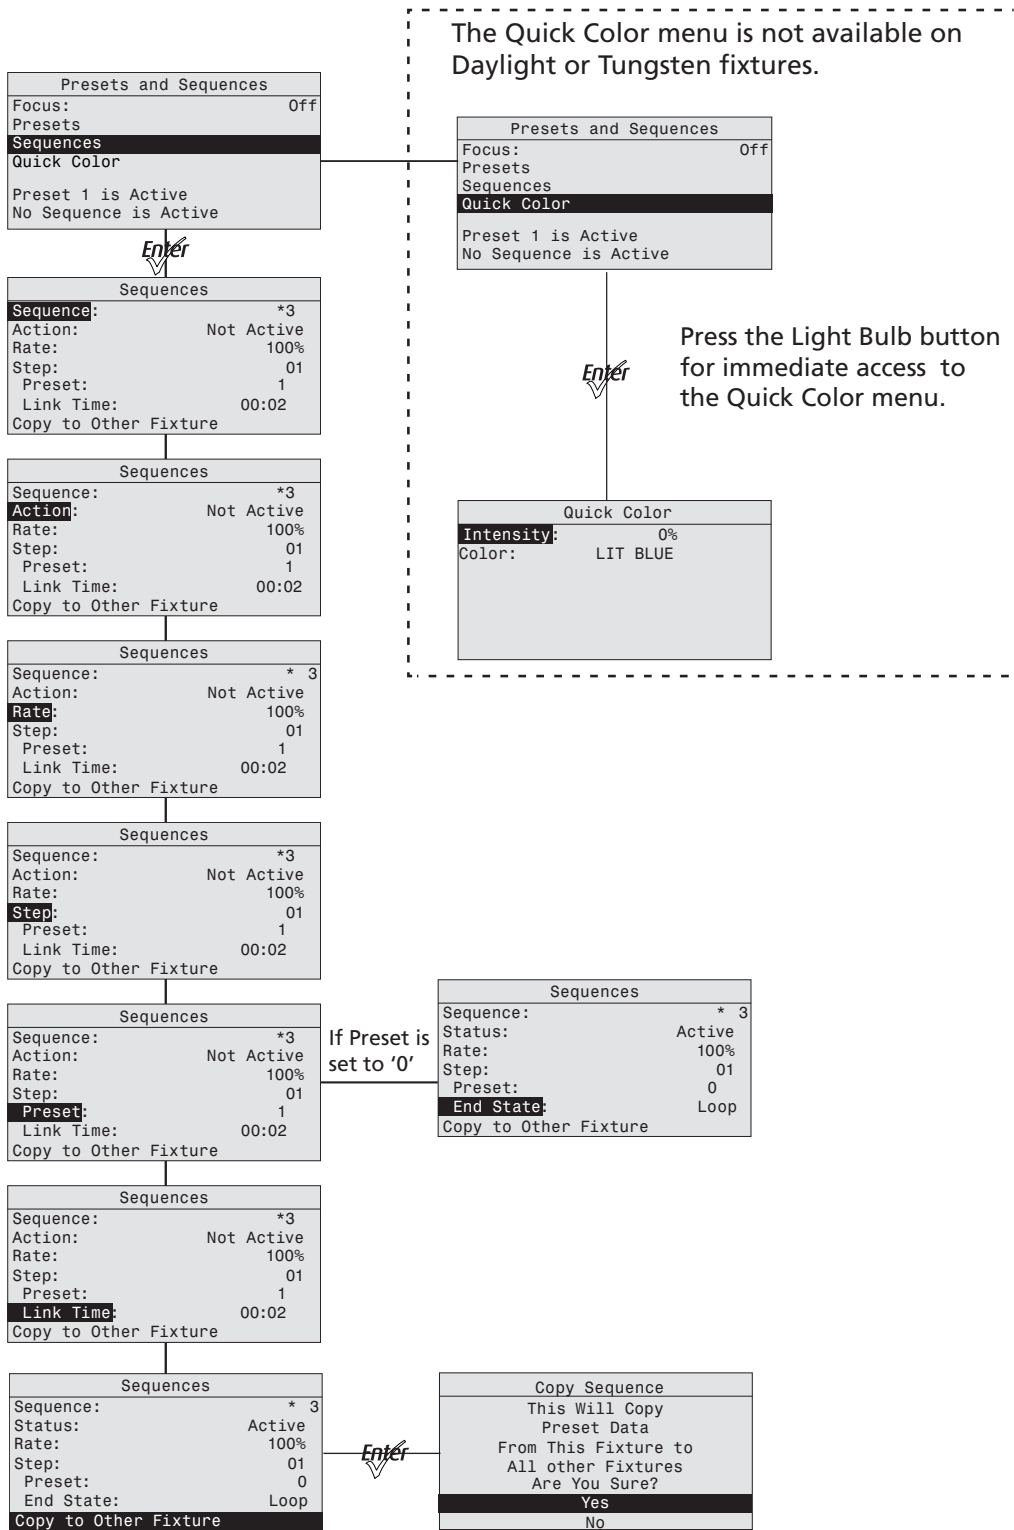 The Quick Color menu is not available on
Daylight or Tungsten fixtures.
Presets and Sequences
Focus: Off
Presets
Sequences
Quick Color
Preset 1 is Active
No Sequence is Active
Presets and Sequences
Focus: Off
Presets
Sequences
Quick Color
Preset 1 is Active
No Sequence is Active
Enter
Sequences
Sequence: *3
Action: Not Active
Rate: 100%
Step: 01
Preset: 1
Link Time: 00:02
Copy to Other Fixture
Enter
Press the Light Bulb button
for immediate access to
the Quick Color menu.
Sequences
Sequence: *3
Action: Not Active
Rate: 100%
Step: 01
Preset: 1
Link Time: 00:02
Copy to Other Fixture
Quick Color
Intensity: 0%
Color: LIT BLUE
Sequences
Sequence: * 3
Action: Not Active
Rate: 100%
Step: 01
Preset: 1
Link Time: 00:02
Copy to Other Fixture
Sequences
Sequence: *3
Action: Not Active
Rate: 100%
Step: 01
Preset: 1
Link Time: 00:02
Copy to Other Fixture
Sequences
Sequence: *3
Action: Not Active
Rate: 100%
Step: 01
Preset: 1
Link Time: 00:02
Copy to Other Fixture
If Preset is
set to ‘0’
Sequences
Sequence: * 3
Status: Active
Rate: 100%
Step: 01
Preset: 0
End State: Loop
Copy to Other Fixture
Sequences
Sequence: *3
Action: Not Active
Rate: 100%
Step: 01
Preset: 1
Link Time: 00:02
Copy to Other Fixture
Sequences
Sequence: * 3
Status: Active
Rate: 100%
Step: 01
Preset: 0
End State: Loop
Copy to Other Fixture
Enter
Copy Sequence
This Will Copy
Preset Data
From This Fixture to
All other Fixtures
Are You Sure?
Yes
No